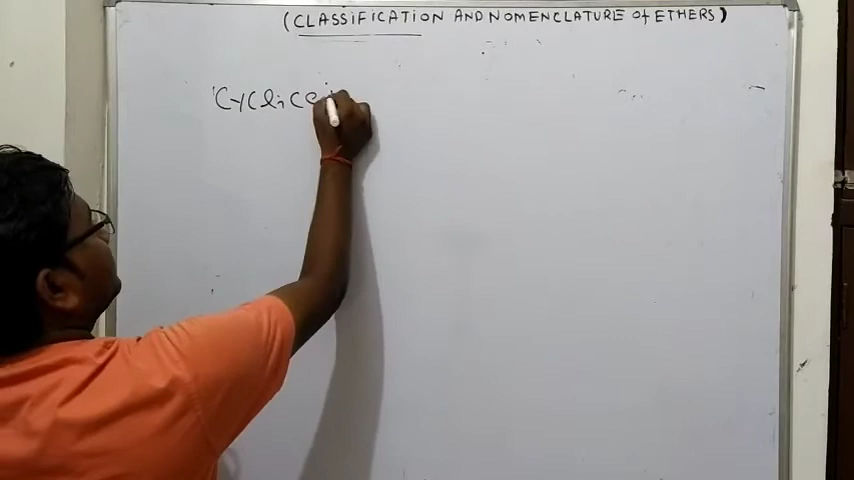 (CLASSIFICATION AND NOMENCLATURE of ETHERS)
Cyclic